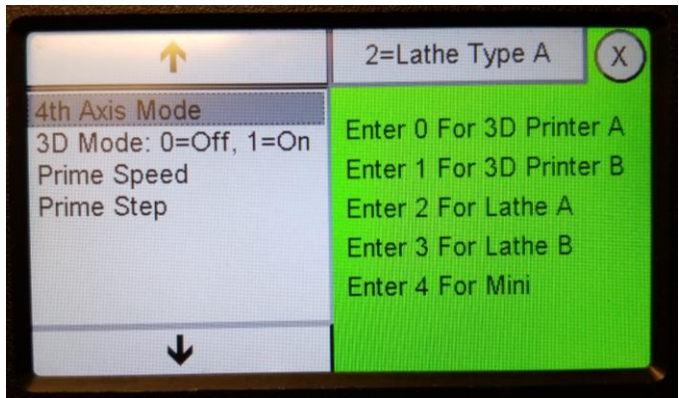 2=Lathe Type A
X
4th Axis Mode
3D Mode: 0=Off, 1=On
Prime Speed
Prime Step
Enter 0 For 3D Printer A
Enter 1 For 3D Printer B
Enter 2 For Lathe A
Enter 3 For Lathe B
Enter 4 For Mini